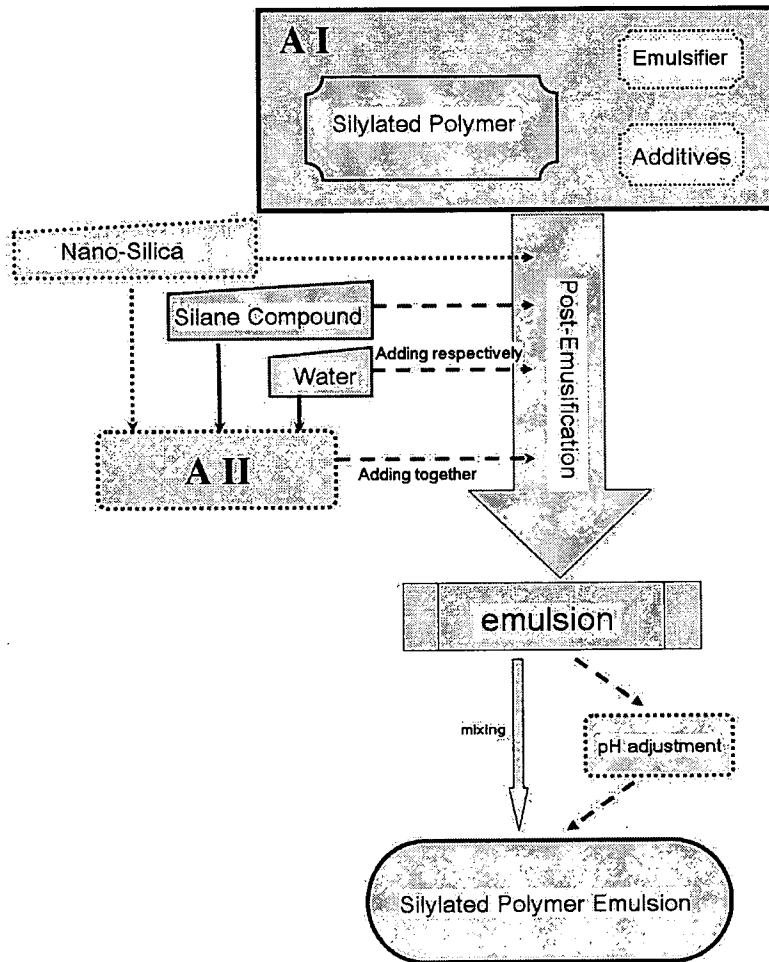 A I
Emulsifier
Silylated Polymer
Additives
Nano-Silica
Silane Compound
Adding respectively
Water
Post-Emusification
A II
Adding together
emulsion
mixing
pH adjustment
Silylated Polymer Emulsion